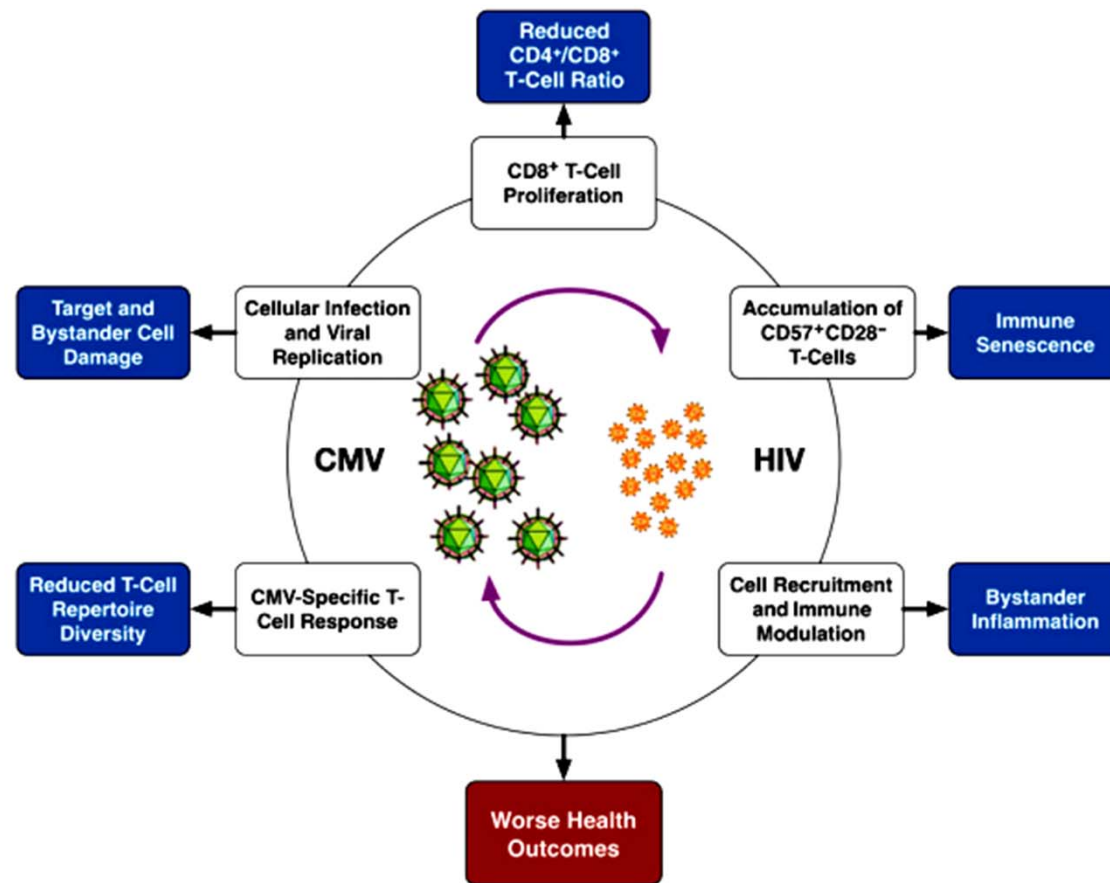 Reduced
CD4⁺/CD8⁺
T-Cell Ratio
CD8⁺ T-Cell
Proliferation
Target and
Bystander Cell
Damage
Cellular Infection
and Viral
Replication
Accumulation of
CD57⁺CD28⁻
T-Cells
Immune
Senescence
CMV
HIV
Reduced T-Cell
Repertoire
Diversity
CMV-Specific T-
Cell Response
Cell Recruitment
and Immune
Modulation
Bystander
Inflammation
Worse Health
Outcomes